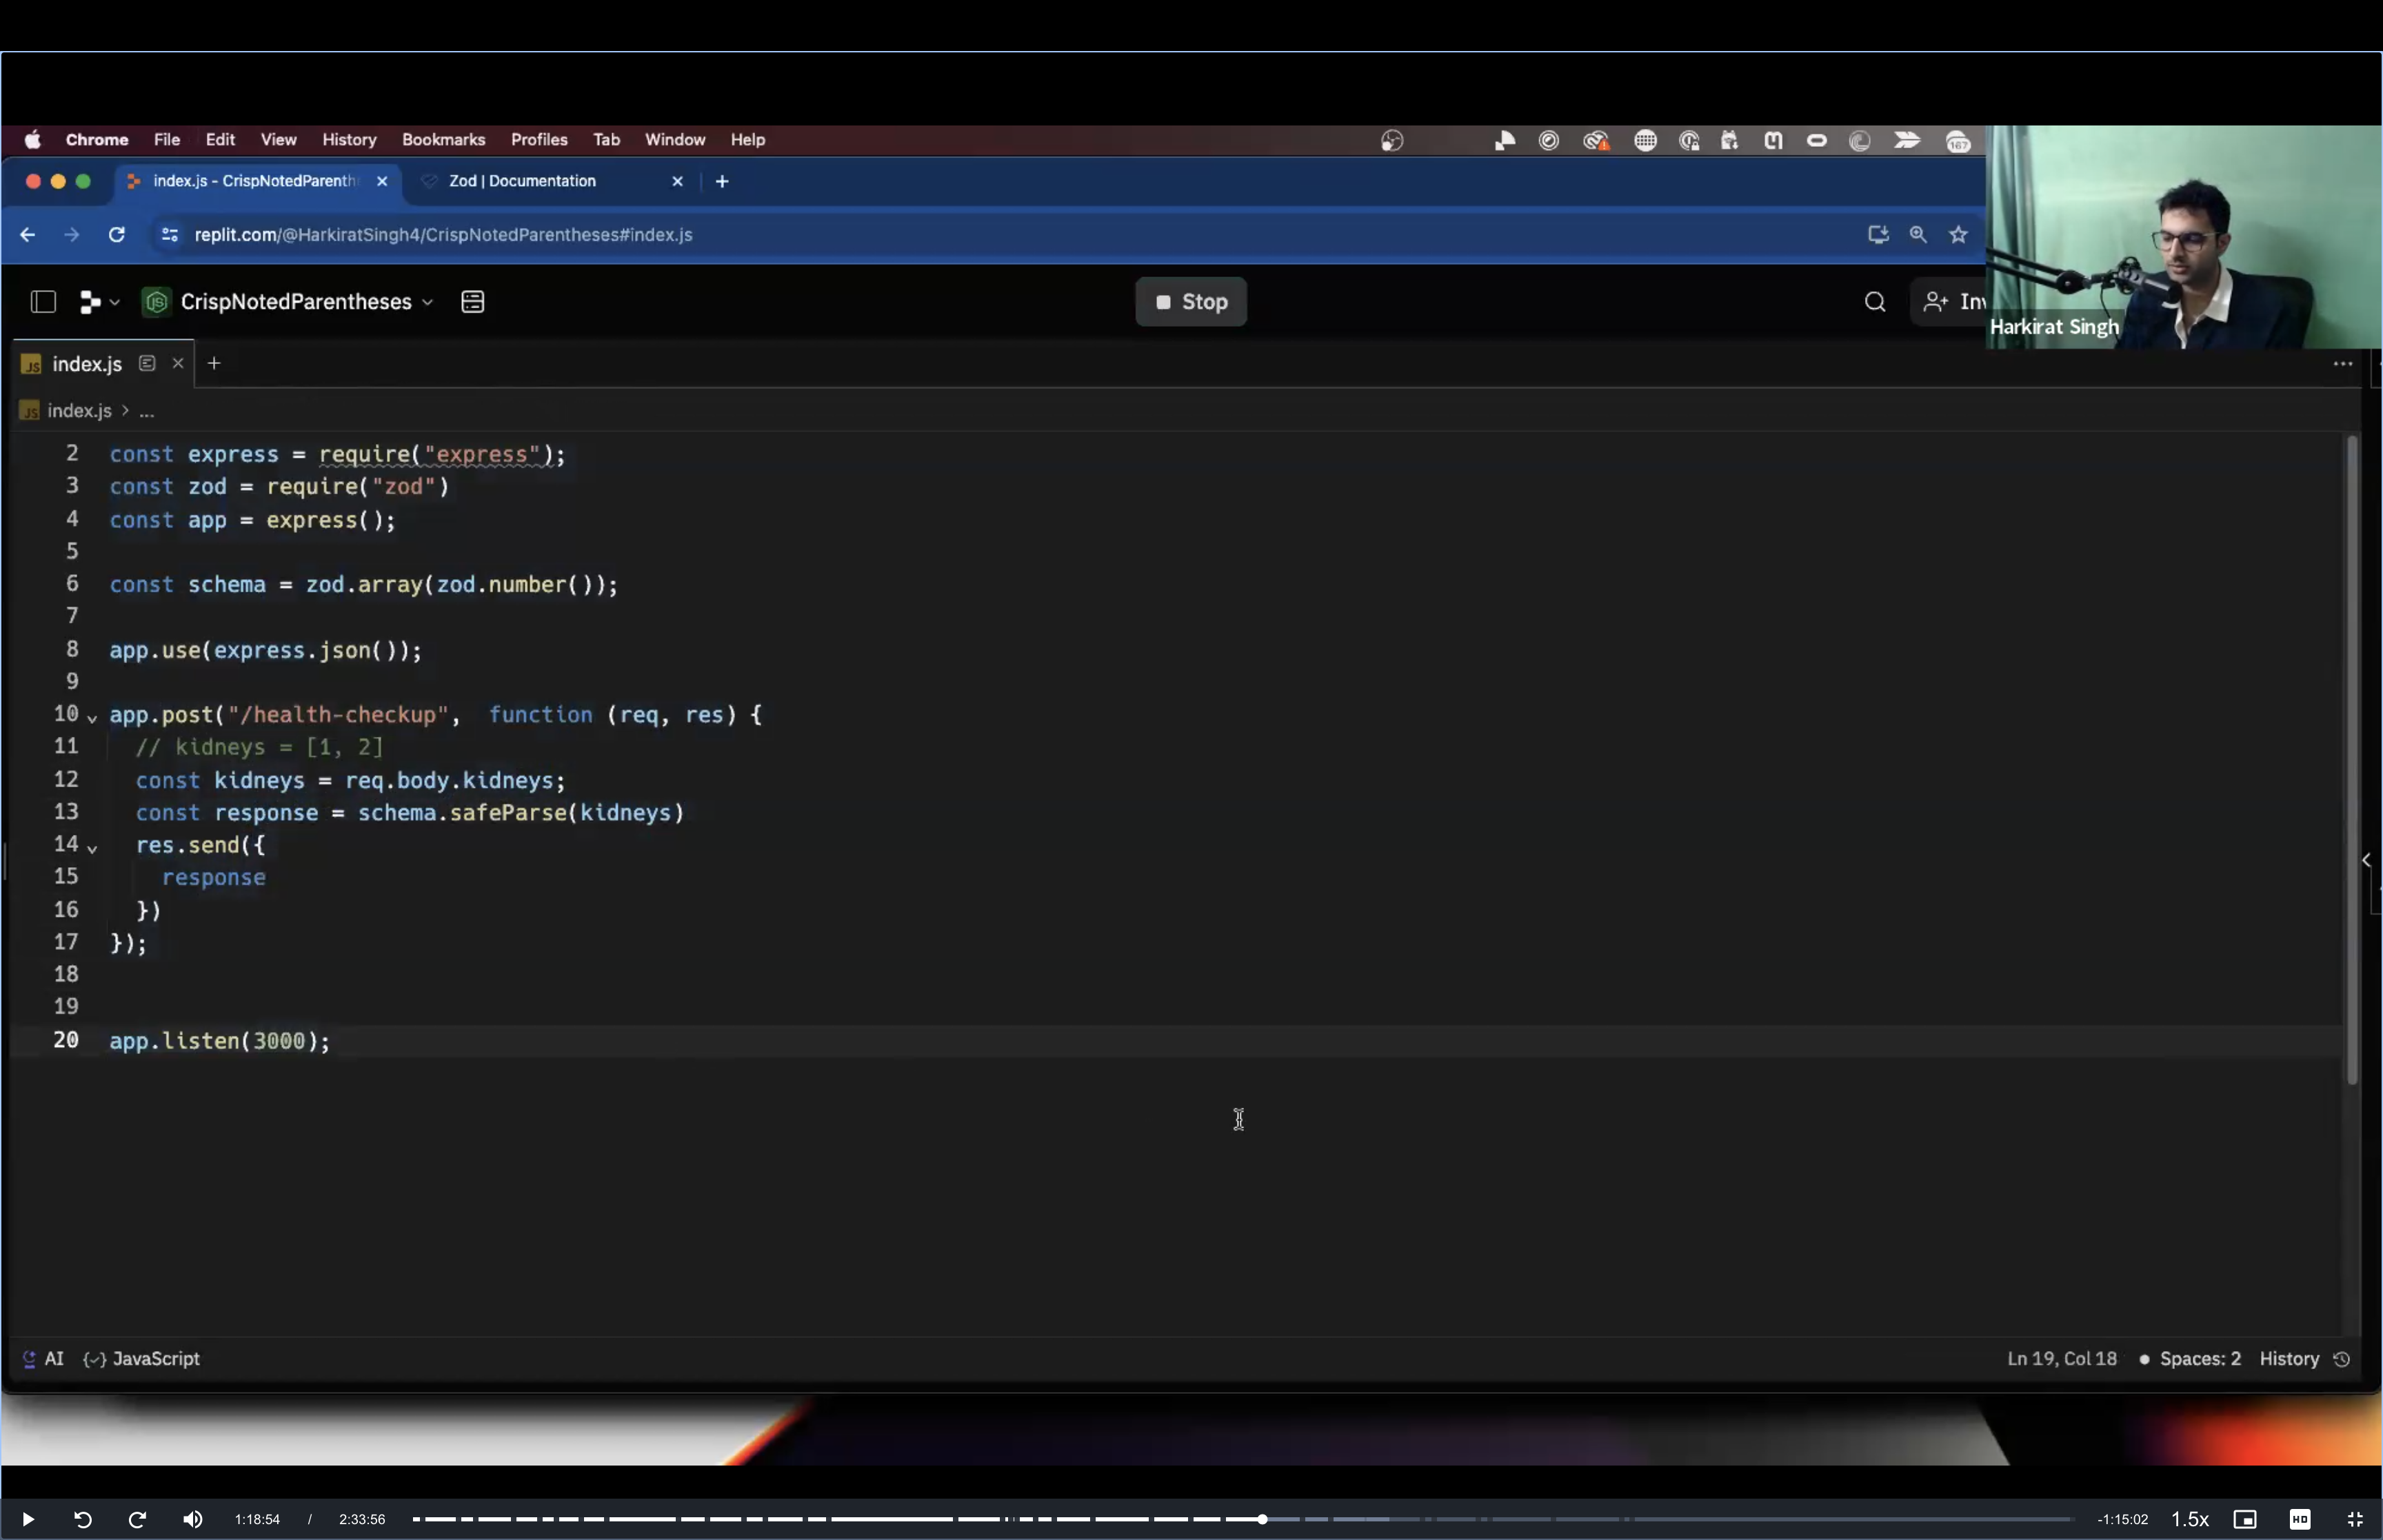 Chrome File Edit View History Bookmarks Profiles Tab Window Help
167
index.js - CrispNotedParenth
Zod | Documentation
replit.com/@HarkiratSingh4/CrispNotedParentheses#index.js
CrispNotedParentheses
Stop
Inv
Harkirat Singh
JS index.js
JS index.js > ...
2 const express = require("express");
3 const zod = require("zod")
4 const app = express();
5
6 const schema = zod.array(zod.number());
7
8 app.use(express.json());
9
10 app.post("/health-checkup",  function (req, res) {
11 // kidneys = [1, 2]
12 const kidneys = req.body.kidneys;
13 const response = schema.safeParse(kidneys)
14 res.send({
15 response
16 })
17 });
18
19
20 app.listen(3000);
AI JavaScript
Ln 19, Col 18 Spaces: 2 History
1:18:54 / 2:33:56
-1:15:02 1.5x HD